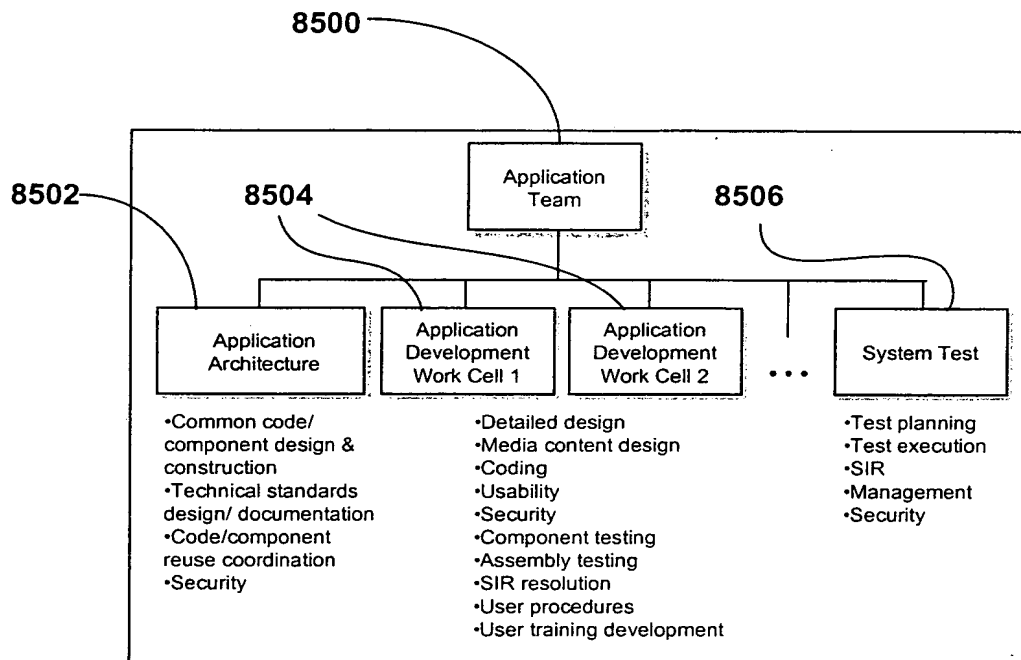 8500
8502
8504
8506
Application
Team
Application
Architecture
Application
Development
Work Cell 1
Application
Development
Work Cell 2
...
System Test
•Common code/
component design &
construction
•Technical standards
design/ documentation
•Code/component
reuse coordination
•Security
•Detailed design
•Media content design
•Coding
•Usability
•Security
•Component testing
•Assembly testing
•SIR resolution
•User procedures
•User training development
•Test planning
•Test execution
•SIR
•Management
•Security